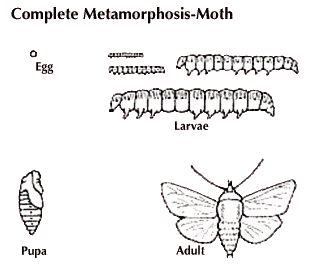 Complete Metamorphosis-Moth
Egg
Larvae
Pupa
Adult